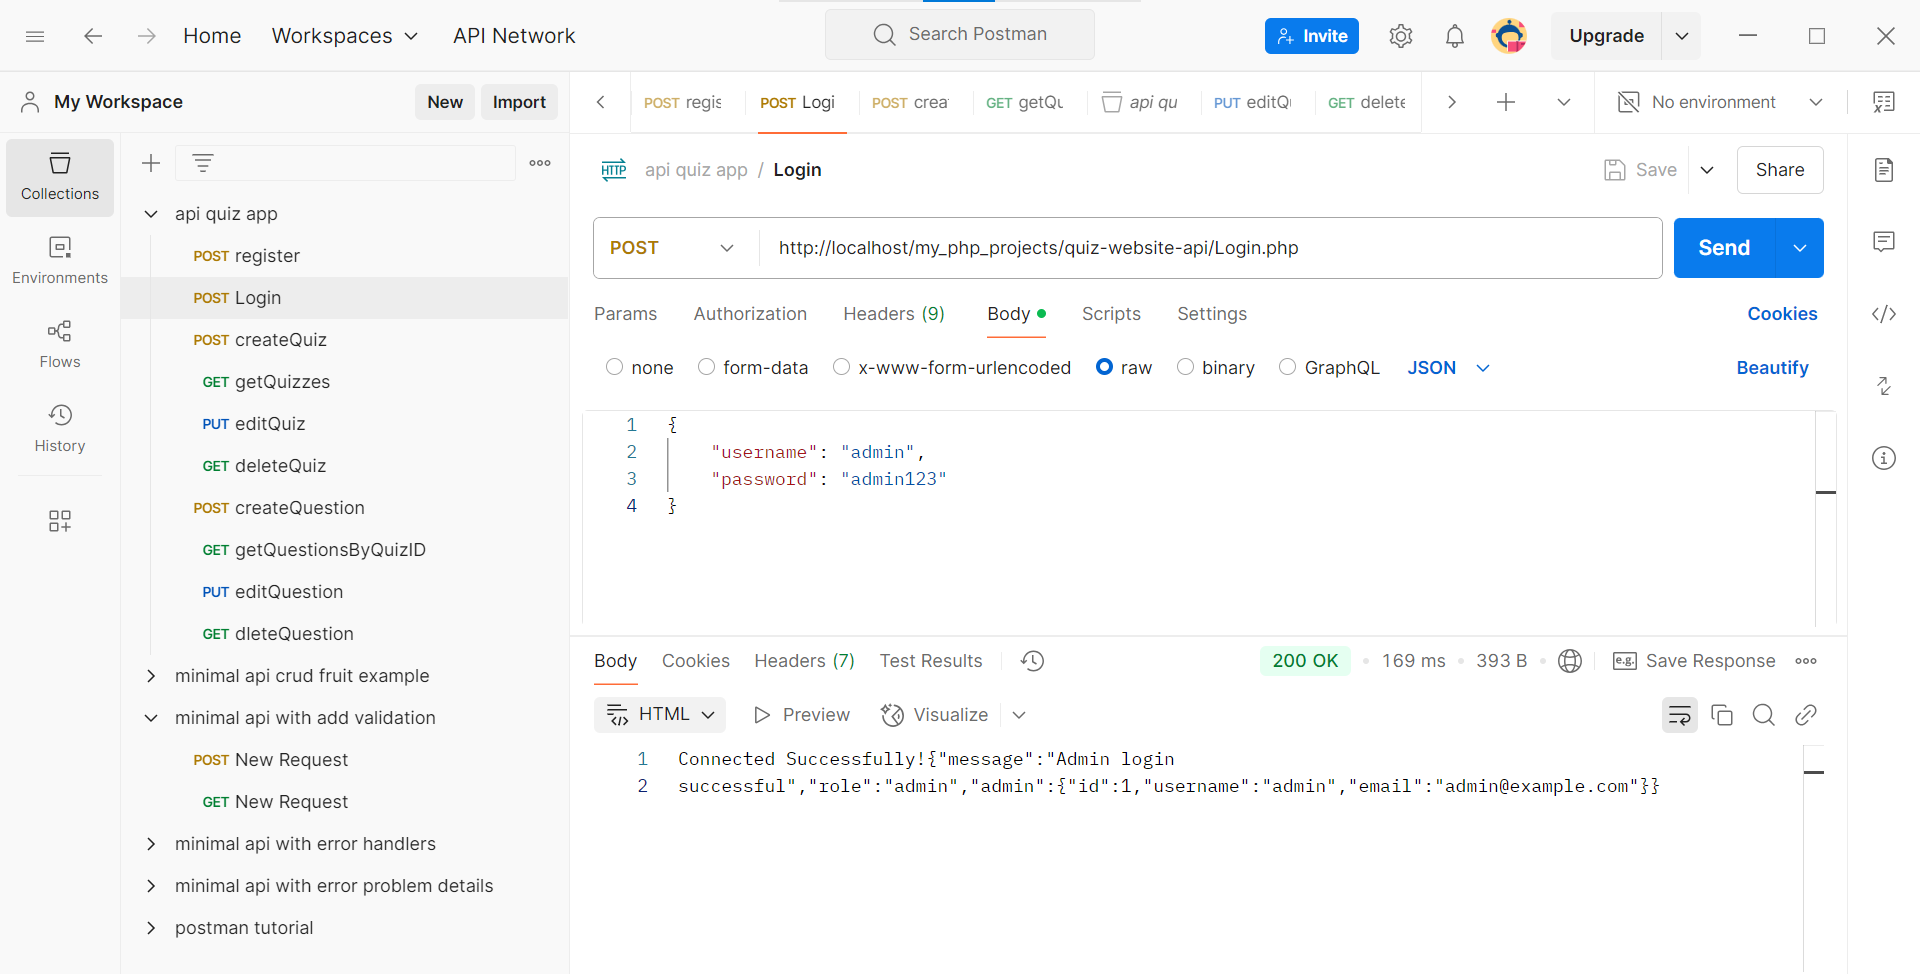 Home
Workspaces
API Network
Search Postman
Invite
Upgrade
My Workspace
New
Import
POST regis
POST Logi
POST crea
GET getQu
api qu
PUT editQ
GET delete
No environment
Collections
Environments
Flows
History
api quiz app
POST register
POST Login
POST createQuiz
GET getQuizzes
PUT editQuiz
GET deleteQuiz
POST createQuestion
GET getQuestionsByQuizID
PUT editQuestion
GET dleteQuestion
minimal api crud fruit example
minimal api with add validation
POST New Request
GET New Request
minimal api with error handlers
minimal api with error problem details
postman tutorial
HTTP api quiz app / Login
Save
Share
POST
http://localhost/my_php_projects/quiz-website-api/Login.php
Send
Params
Authorization
Headers (9)
Body
Scripts
Settings
Cookies
none
form-data
x-www-form-urlencoded
raw
binary
GraphQL
JSON
Beautify
1 {
2 "username": "admin",
3 "password": "admin123"
4 }
Body
Cookies
Headers (7)
Test Results
200 OK
169 ms
393 B
e.g. Save Response
HTML
Preview
Visualize
1 Connected Successfully!{"message":"Admin login
2 successful","role":"admin","admin":{"id":1,"username":"admin","email":"admin@example.com"}}